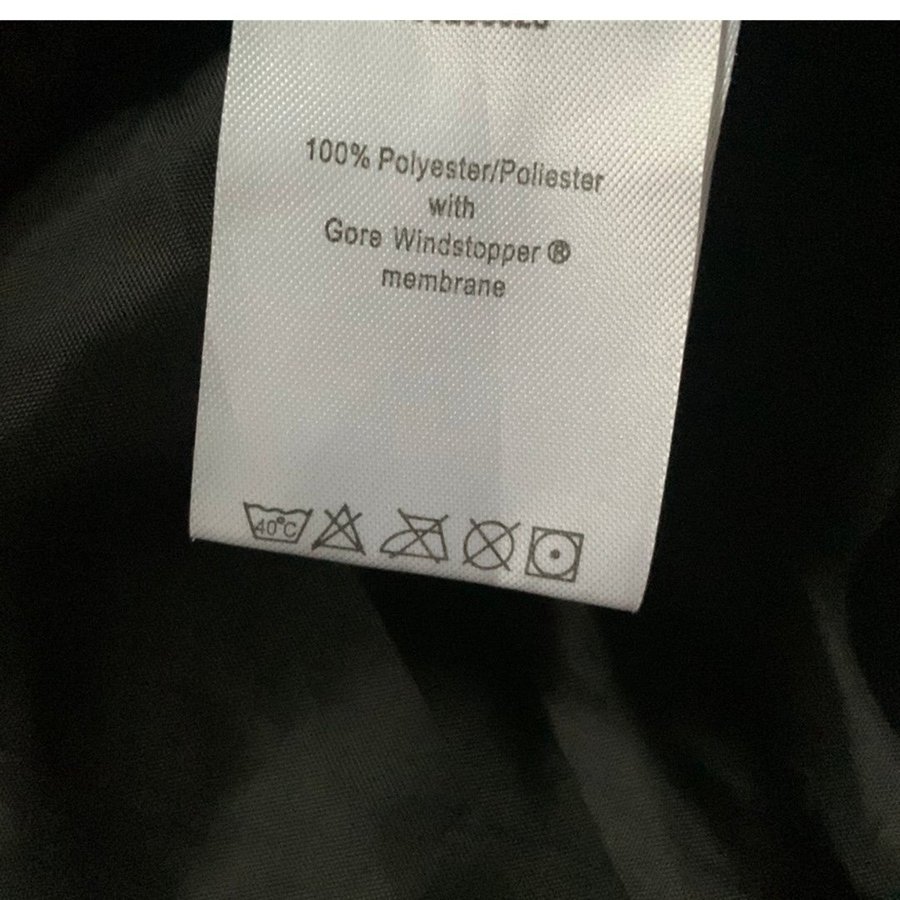 100% Polyester/Poliester
with
Gore Windstopper ®
membrane
40°C